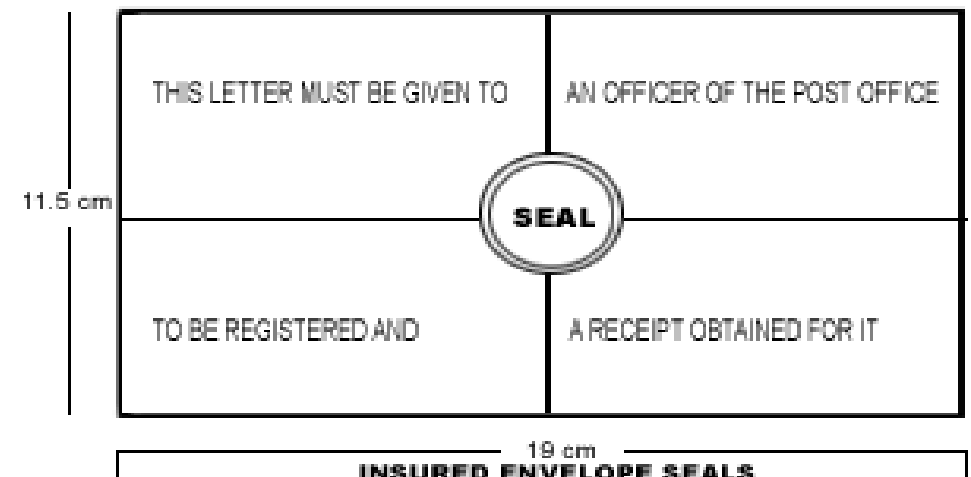 THIS LETTER MUST BE GIVEN TO AN OFFICER OF THE POST OFFICE
11.5 cm
SEAL
TO BE REGISTERED AND A RECEIPT OBTAINED FOR IT
19 cm
INSURED ENVELOPE SEALS